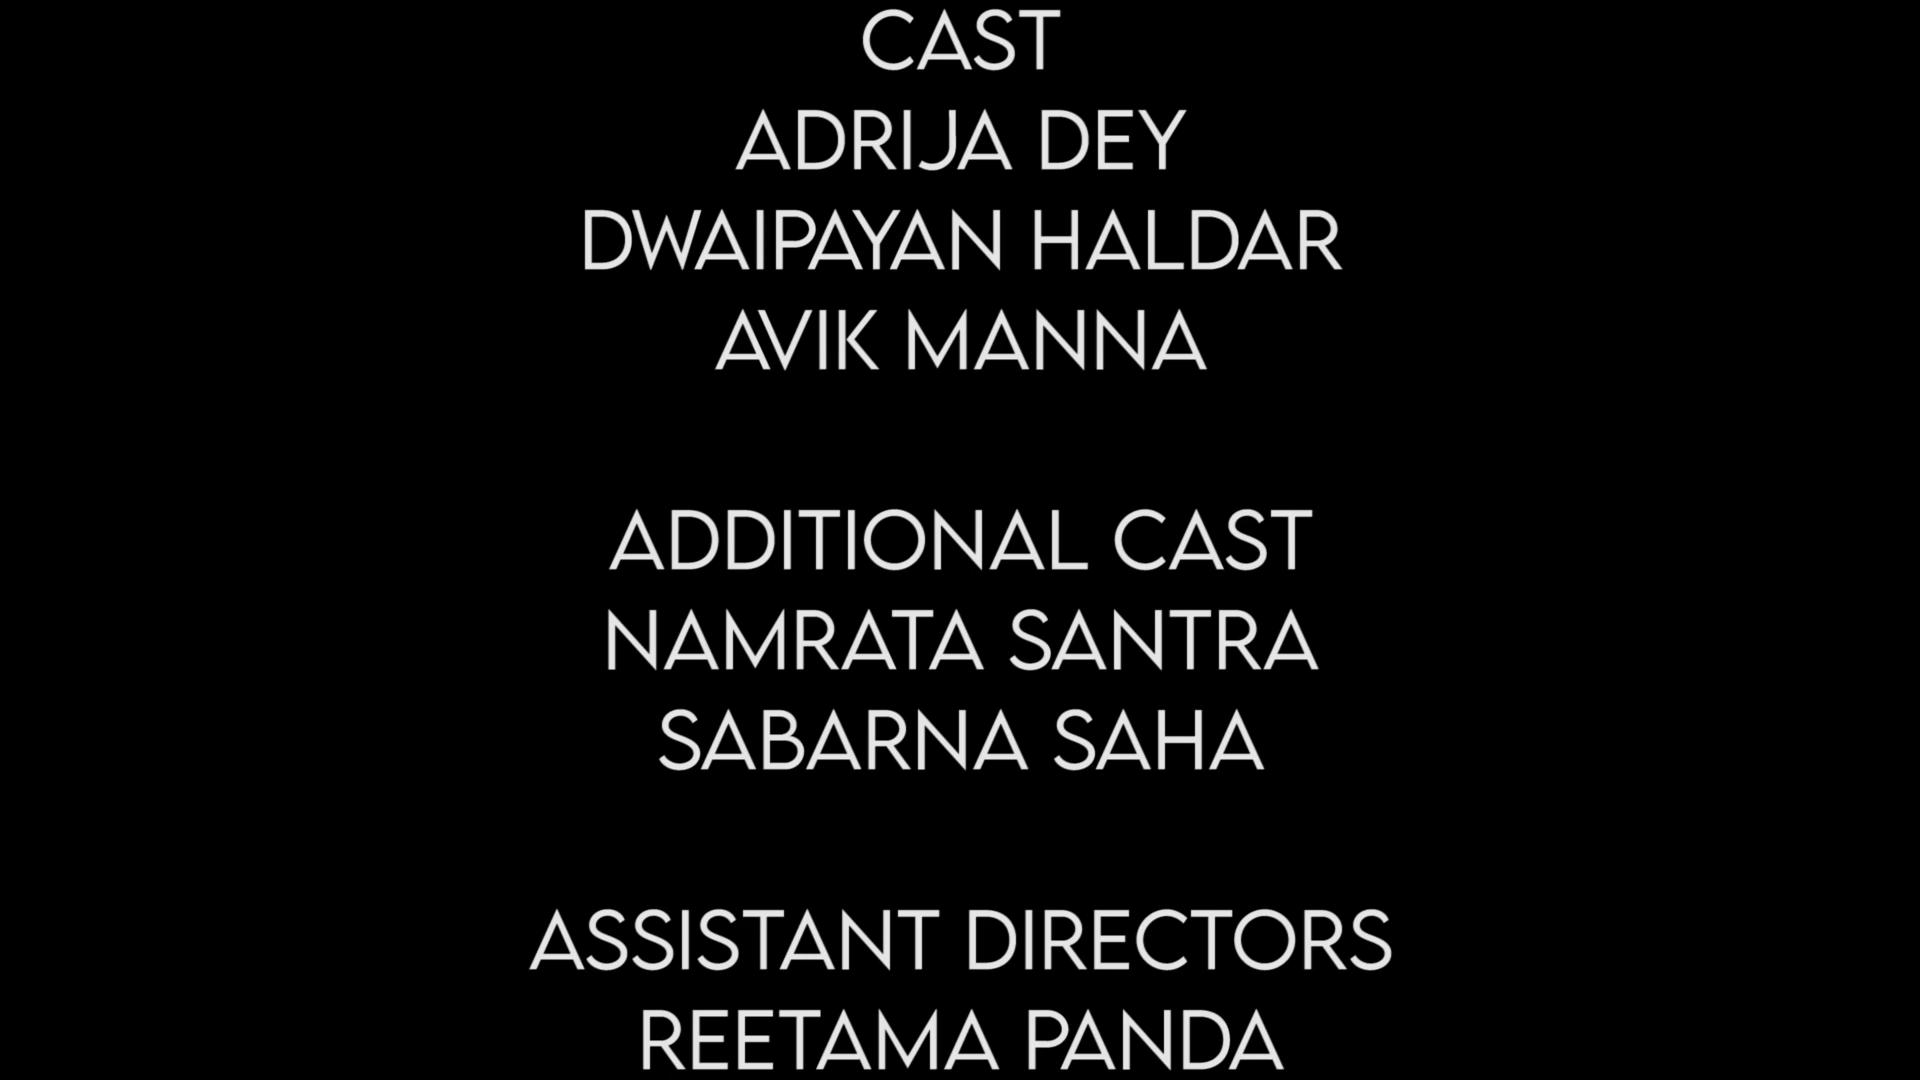 CAST
ADRIJA DEY
DWAIPAYAN HALDAR
AVIK MANNA
ADDITIONAL CAST
NAMRATA SANTRA
SABARNA SAHA
ASSISTANT DIRECTORS
REETAMA PANDA